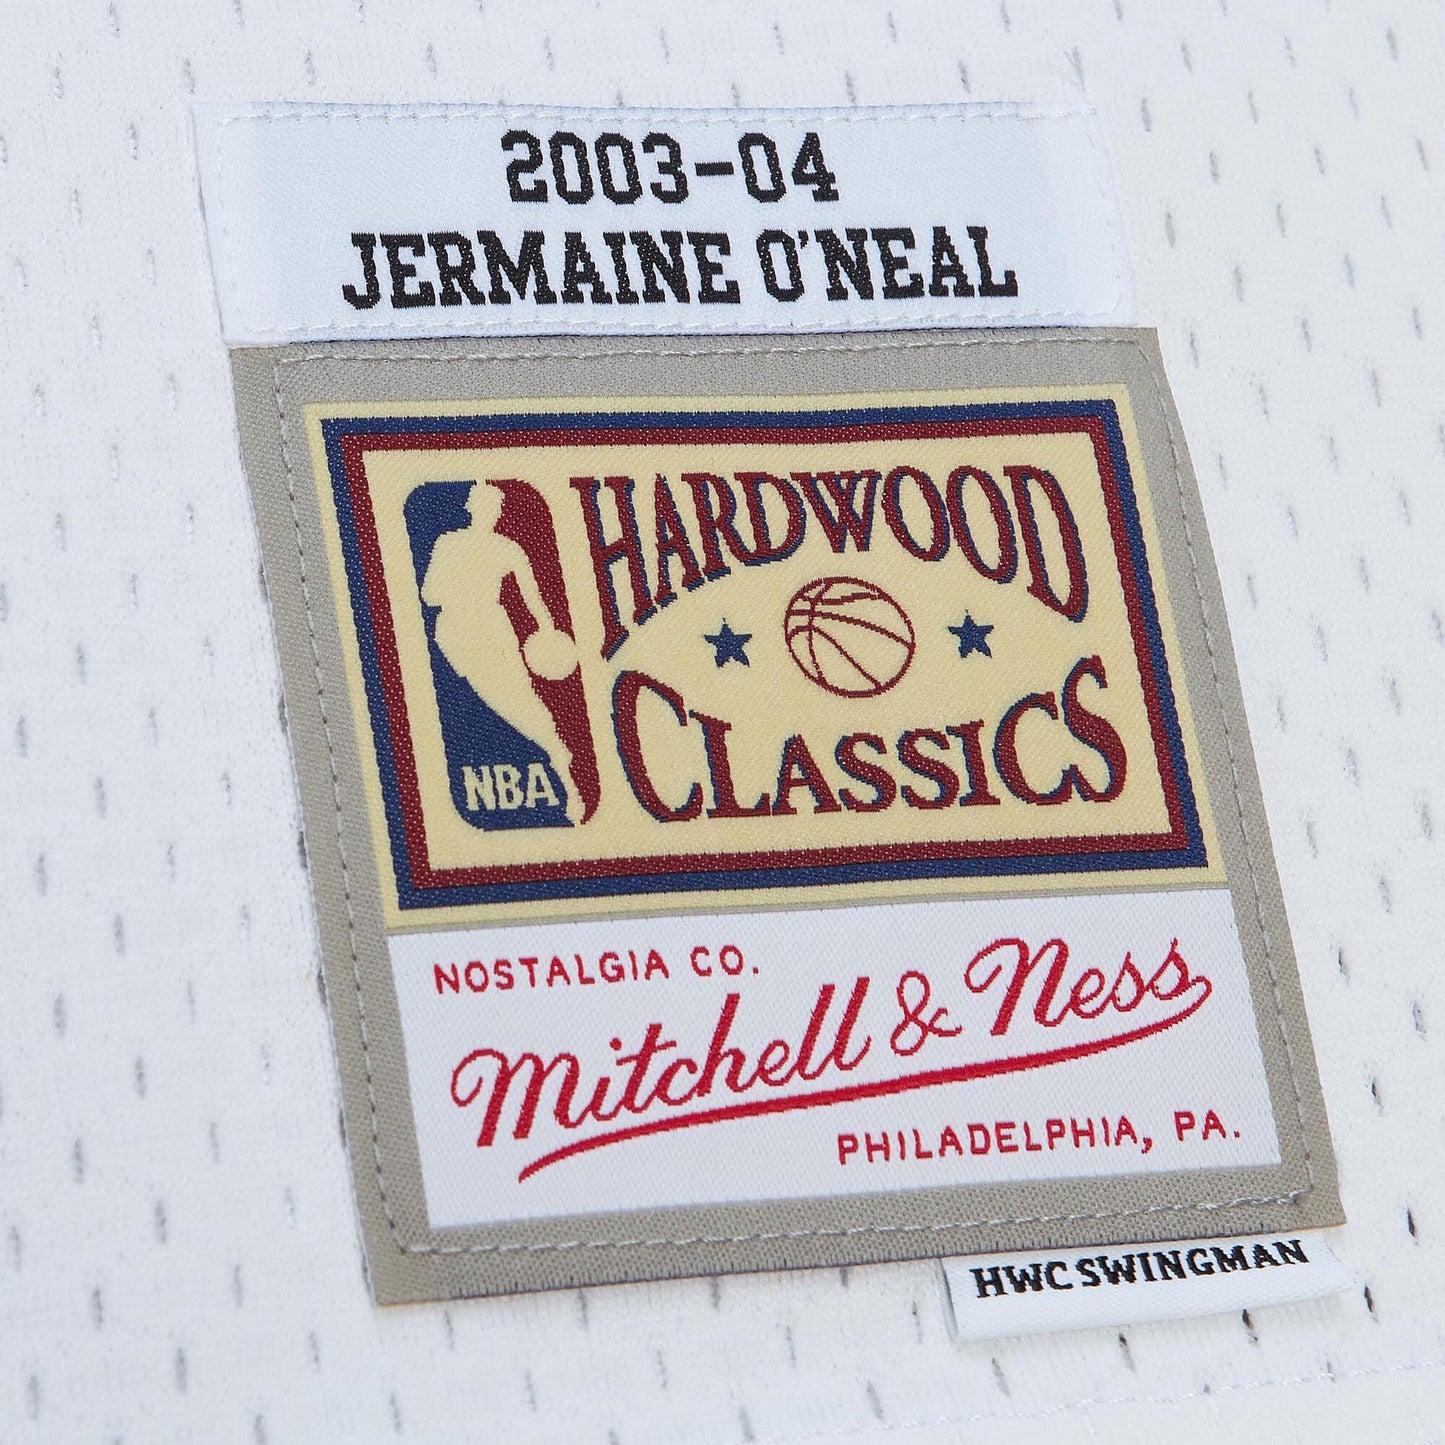 2003-04
JERMAINE O'NEAL
HARDWOOD
CLASSICS
NBA
NOSTALGIA CO.
Mitchell & Ness
PHILADELPHIA, PA.
HWC SWINGMAN